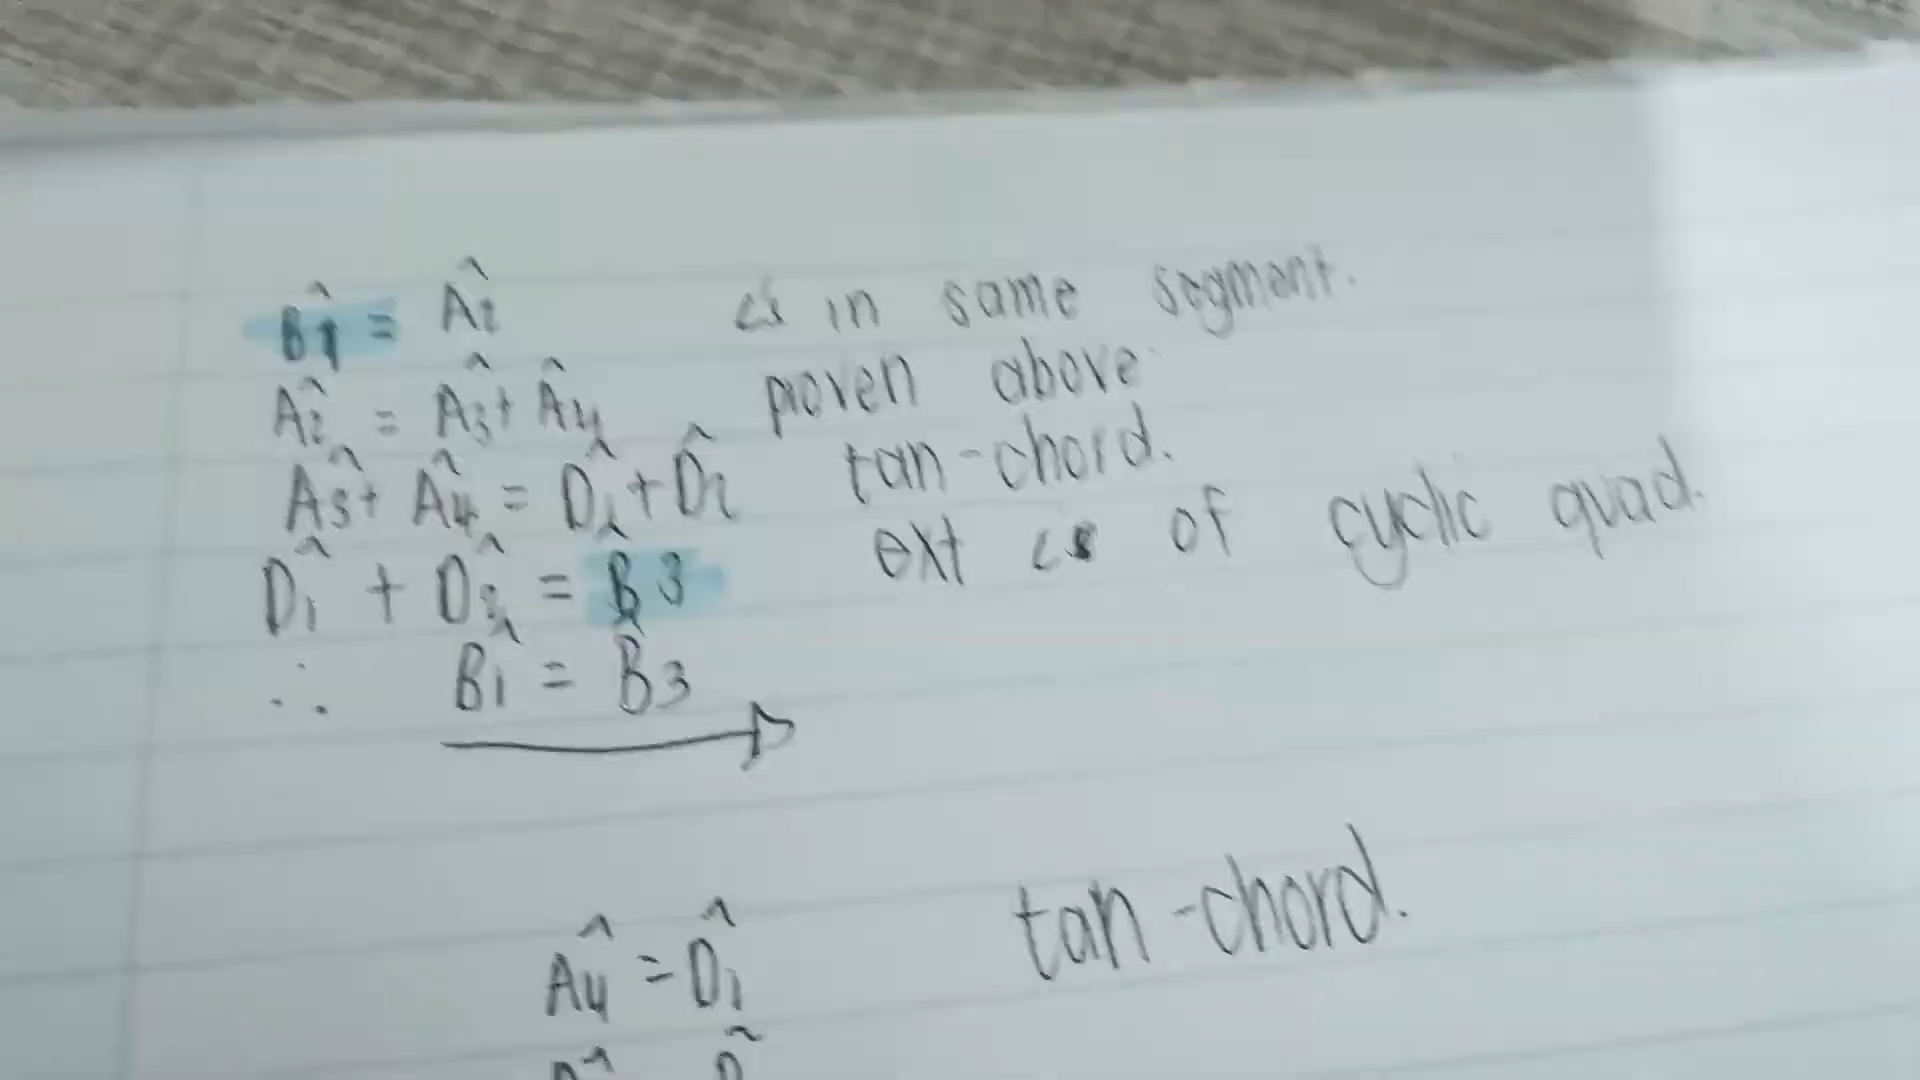 B̂1 = Â2 ∠s in same segment.
Â2 = Â3 + Â4 proven above
Â3 + Â4 = D̂1 + D̂2 tan-chord.
D̂1 + D̂2 = B̂3 ext ∠s of cyclic quad.
∴ B̂1 = B̂3
Â4 = D̂1 tan-chord.